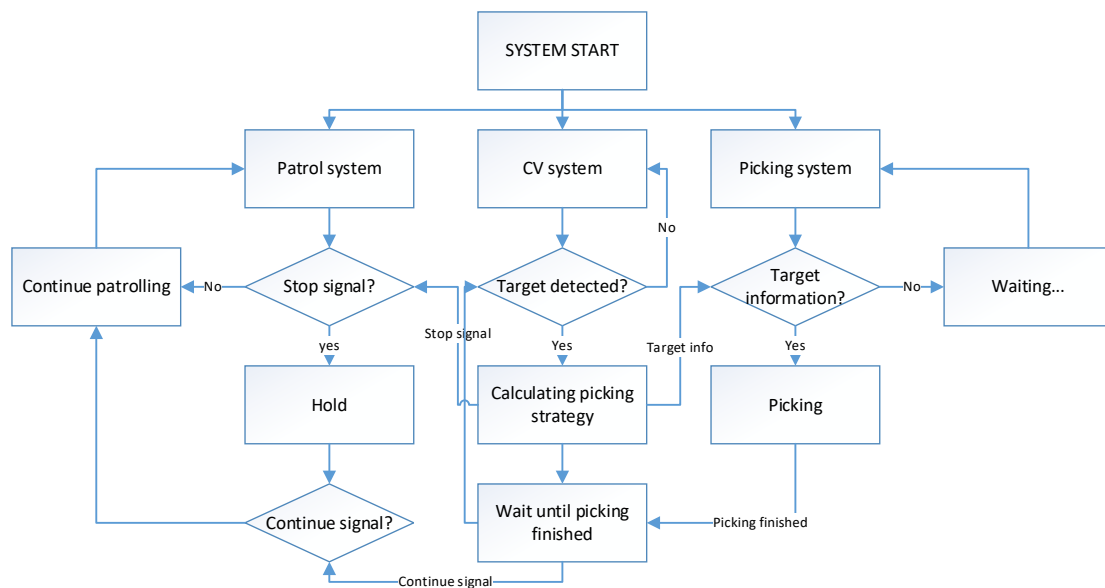 SYSTEM START
Patrol system
CV system
Picking system
No
Continue patrolling
No
Stop signal?
Target detected?
Target
information?
No
Waiting...
Stop signal
yes
Yes
Target info
Yes
Hold
Calculating picking
strategy
Picking
Continue signal?
Wait until picking
finished
Picking finished
Continue signal